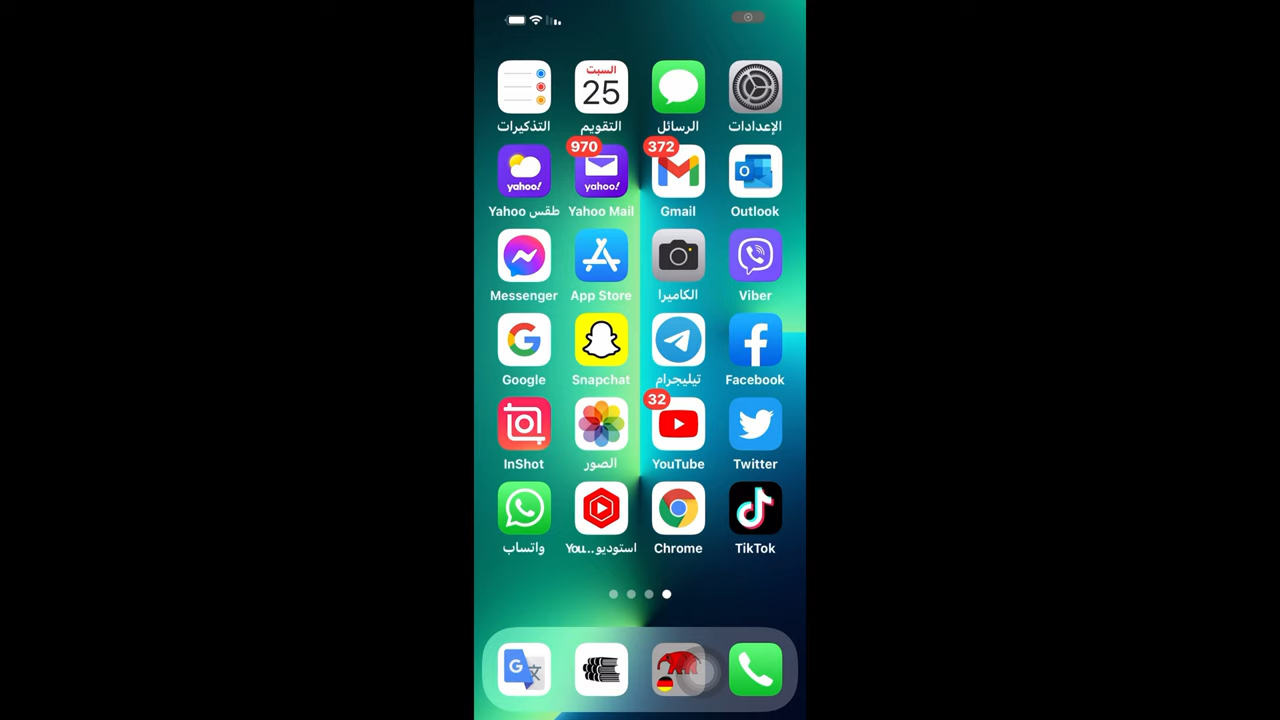 السبت
25
الإعدادات
الرسائل
التقويم
التذكيرات
372
970
yahoo!
yahoo!
Outlook
Gmail
Yahoo Mail
طقس Yahoo
Viber
الكاميرا
App Store
Messenger
Facebook
تيليجرام
Snapchat
Google
32
Twitter
YouTube
الصور
InShot
TikTok
Chrome
استوديو You...
واتساب